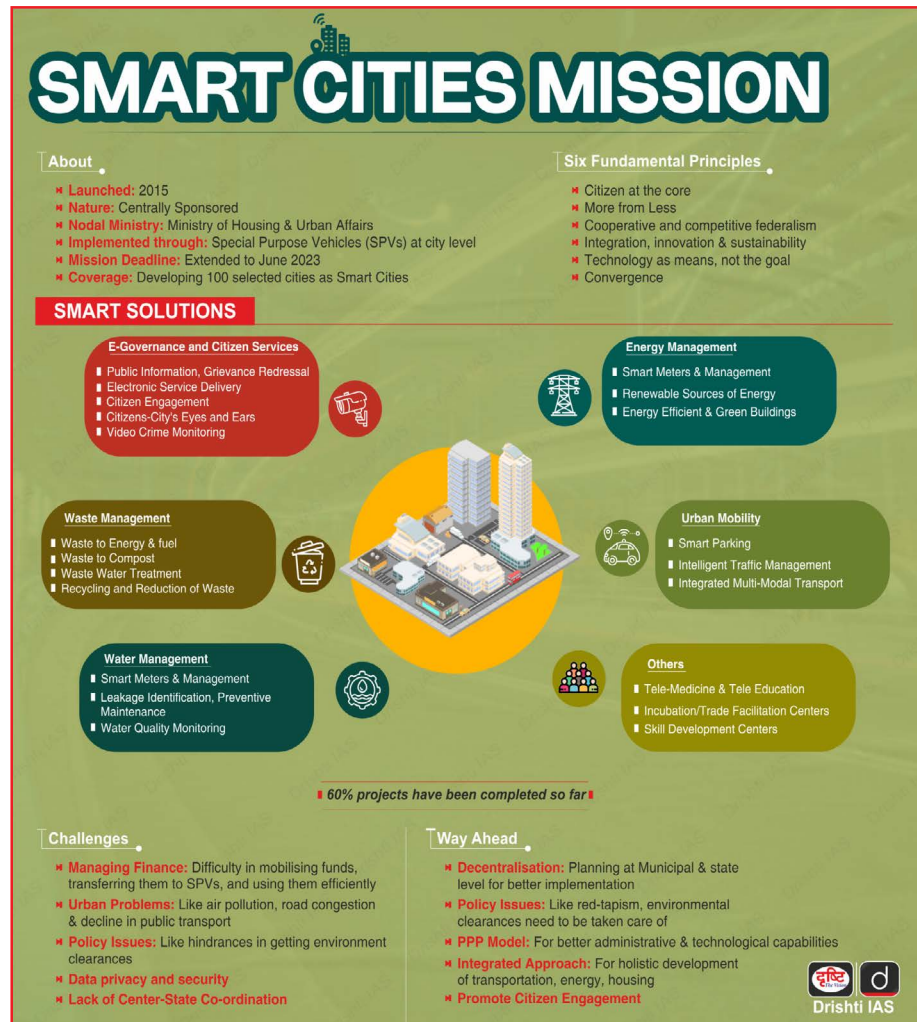 SMART CITIES MISSION
About
Launched: 2015
Nature: Centrally Sponsored
Nodal Ministry: Ministry of Housing & Urban Affairs
Implemented through: Special Purpose Vehicles (SPVs) at city level
Mission Deadline: Extended to June 2023
Coverage: Developing 100 selected cities as Smart Cities
Six Fundamental Principles
Citizen at the core
More from Less
Cooperative and competitive federalism
Integration, innovation & sustainability
Technology as means, not the goal
Convergence
SMART SOLUTIONS
E-Governance and Citizen Services
Public Information, Grievance Redressal
Electronic Service Delivery
Citizen Engagement
Citizens-City's Eyes and Ears
Video Crime Monitoring
Energy Management
Smart Meters & Management
Renewable Sources of Energy
Energy Efficient & Green Buildings
Waste Management
Waste to Energy & fuel
Waste to Compost
Waste Water Treatment
Recycling and Reduction of Waste
Urban Mobility
Smart Parking
Intelligent Traffic Management
Integrated Multi-Modal Transport
Water Management
Smart Meters & Management
Leakage Identification, Preventive
Maintenance
Water Quality Monitoring
Others
Tele-Medicine & Tele Education
Incubation/Trade Facilitation Centers
Skill Development Centers
60% projects have been completed so far
Challenges
Managing Finance: Difficulty in mobilising funds,
transferring them to SPVs, and using them efficiently
Urban Problems: Like air pollution, road congestion
& decline in public transport
Policy Issues: Like hindrances in getting environment
clearances
Data privacy and security
Lack of Center-State Co-ordination
Way Ahead
Decentralisation: Planning at Municipal & state
level for better implementation
Policy Issues: Like red-tapism, environmental
clearances need to be taken care of
PPP Model: For better administrative & technological capabilities
Integrated Approach: For holistic development
of transportation, energy, housing
Promote Citizen Engagement
दृष्टि
The Vision
d
Drishti IAS